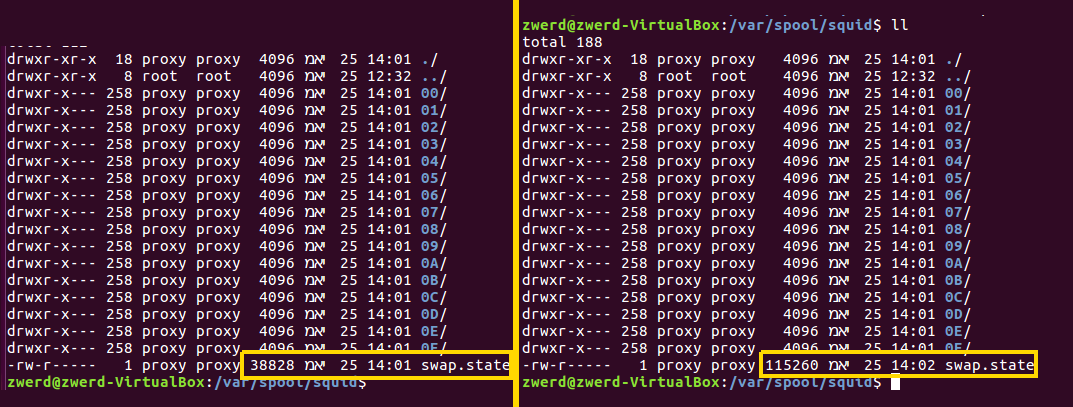 drwxr-xr-x  18 proxy proxy   4096 מאי  25 14:01 ./
drwxr-xr-x   8 root  root    4096 מאי  25 12:32 ../
drwxr-x--- 258 proxy proxy   4096 מאי  25 14:01 00/
drwxr-x--- 258 proxy proxy   4096 מאי  25 14:01 01/
drwxr-x--- 258 proxy proxy   4096 מאי  25 14:01 02/
drwxr-x--- 258 proxy proxy   4096 מאי  25 14:01 03/
drwxr-x--- 258 proxy proxy   4096 מאי  25 14:01 04/
drwxr-x--- 258 proxy proxy   4096 מאי  25 14:01 05/
drwxr-x--- 258 proxy proxy   4096 מאי  25 14:01 06/
drwxr-x--- 258 proxy proxy   4096 מאי  25 14:01 07/
drwxr-x--- 258 proxy proxy   4096 מאי  25 14:01 08/
drwxr-x--- 258 proxy proxy   4096 מאי  25 14:01 09/
drwxr-x--- 258 proxy proxy   4096 מאי  25 14:01 0A/
drwxr-x--- 258 proxy proxy   4096 מאי  25 14:01 0B/
drwxr-x--- 258 proxy proxy   4096 מאי  25 14:01 0C/
drwxr-x--- 258 proxy proxy   4096 מאי  25 14:01 0D/
drwxr-x--- 258 proxy proxy   4096 מאי  25 14:01 0E/
drwxr-x--- 258 proxy proxy   4096 מאי  25 14:01 0F/
-rw-r-----   1 proxy proxy  38828 מאי  25 14:01 swap.state
zwerd@zwerd-VirtualBox:/var/spool/squid$
zwerd@zwerd-VirtualBox:/var/spool/squid$ ll
total 188
drwxr-xr-x  18 proxy proxy   4096 מאי  25 14:01 ./
drwxr-xr-x   8 root  root    4096 מאי  25 12:32 ../
drwxr-x--- 258 proxy proxy   4096 מאי  25 14:01 00/
drwxr-x--- 258 proxy proxy   4096 מאי  25 14:01 01/
drwxr-x--- 258 proxy proxy   4096 מאי  25 14:01 02/
drwxr-x--- 258 proxy proxy   4096 מאי  25 14:01 03/
drwxr-x--- 258 proxy proxy   4096 מאי  25 14:01 04/
drwxr-x--- 258 proxy proxy   4096 מאי  25 14:01 05/
drwxr-x--- 258 proxy proxy   4096 מאי  25 14:01 06/
drwxr-x--- 258 proxy proxy   4096 מאי  25 14:01 07/
drwxr-x--- 258 proxy proxy   4096 מאי  25 14:01 08/
drwxr-x--- 258 proxy proxy   4096 מאי  25 14:01 09/
drwxr-x--- 258 proxy proxy   4096 מאי  25 14:01 0A/
drwxr-x--- 258 proxy proxy   4096 מאי  25 14:01 0B/
drwxr-x--- 258 proxy proxy   4096 מאי  25 14:01 0C/
drwxr-x--- 258 proxy proxy   4096 מאי  25 14:01 0D/
drwxr-x--- 258 proxy proxy   4096 מאי  25 14:01 0E/
drwxr-x--- 258 proxy proxy   4096 מאי  25 14:01 0F/
-rw-r-----   1 proxy proxy 115260 מאי  25 14:02 swap.state
zwerd@zwerd-VirtualBox:/var/spool/squid$